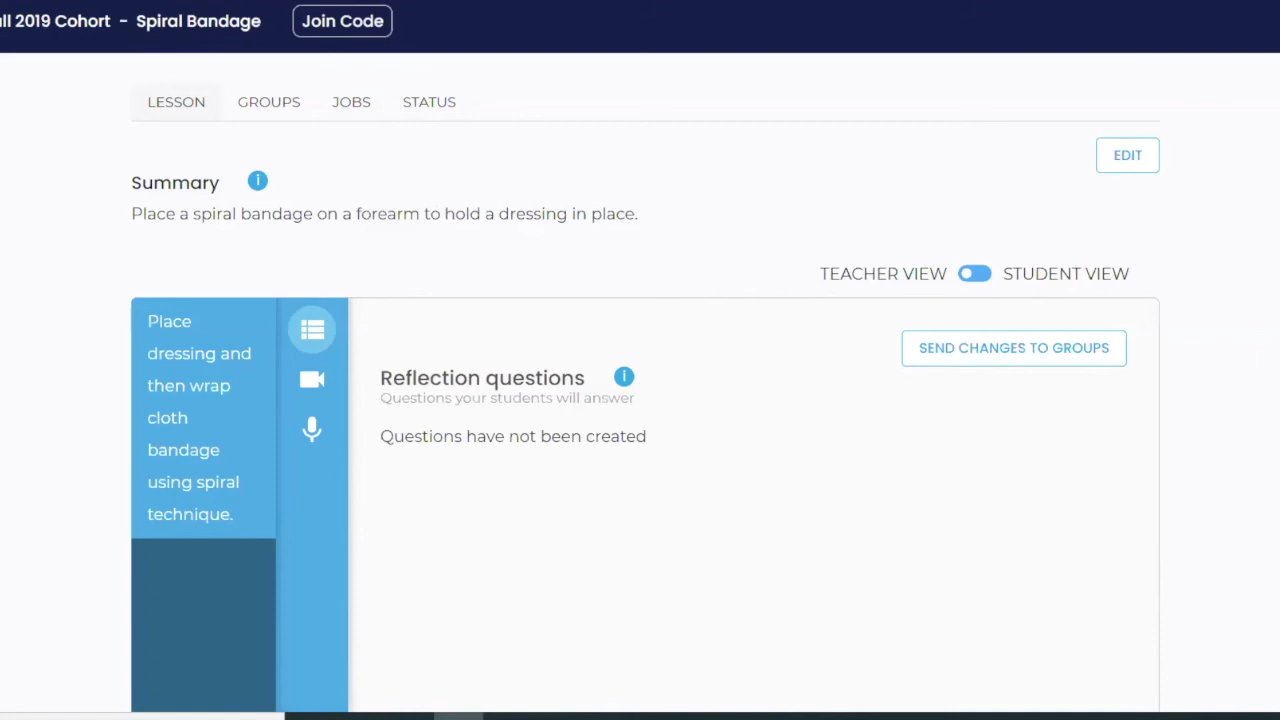 ll 2019 Cohort - Spiral Bandage Join Code
LESSON GROUPS JOBS STATUS
EDIT
Summary
Place a spiral bandage on a forearm to hold a dressing in place.
TEACHER VIEW STUDENT VIEW
Place
dressing and
then wrap
cloth
bandage
using spiral
technique.
SEND CHANGES TO GROUPS
Reflection questions
Questions your students will answer
Questions have not been created